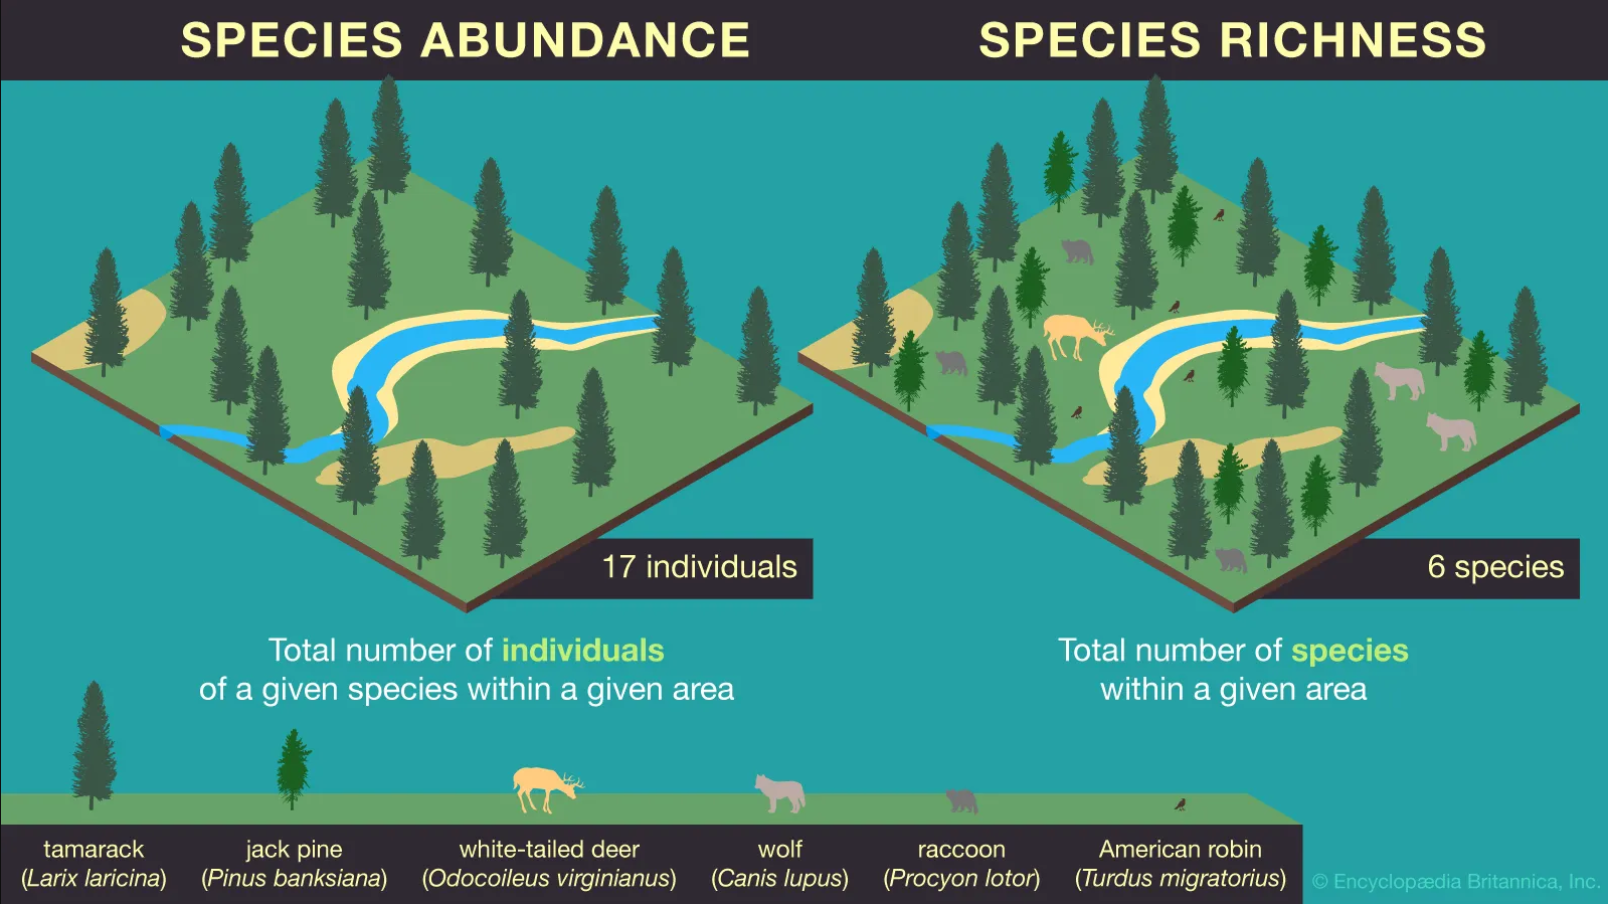 SPECIES ABUNDANCE
SPECIES RICHNESS
17 individuals
6 species
Total number of individuals
of a given species within a given area
Total number of species
within a given area
tamarack
(Larix laricina)
jack pine
(Pinus banksiana)
white-tailed deer
(Odocoileus virginianus)
wolf
(Canis lupus)
raccoon
(Procyon lotor)
American robin
(Turdus migratorius)
© Encyclopædia Britannica, Inc.